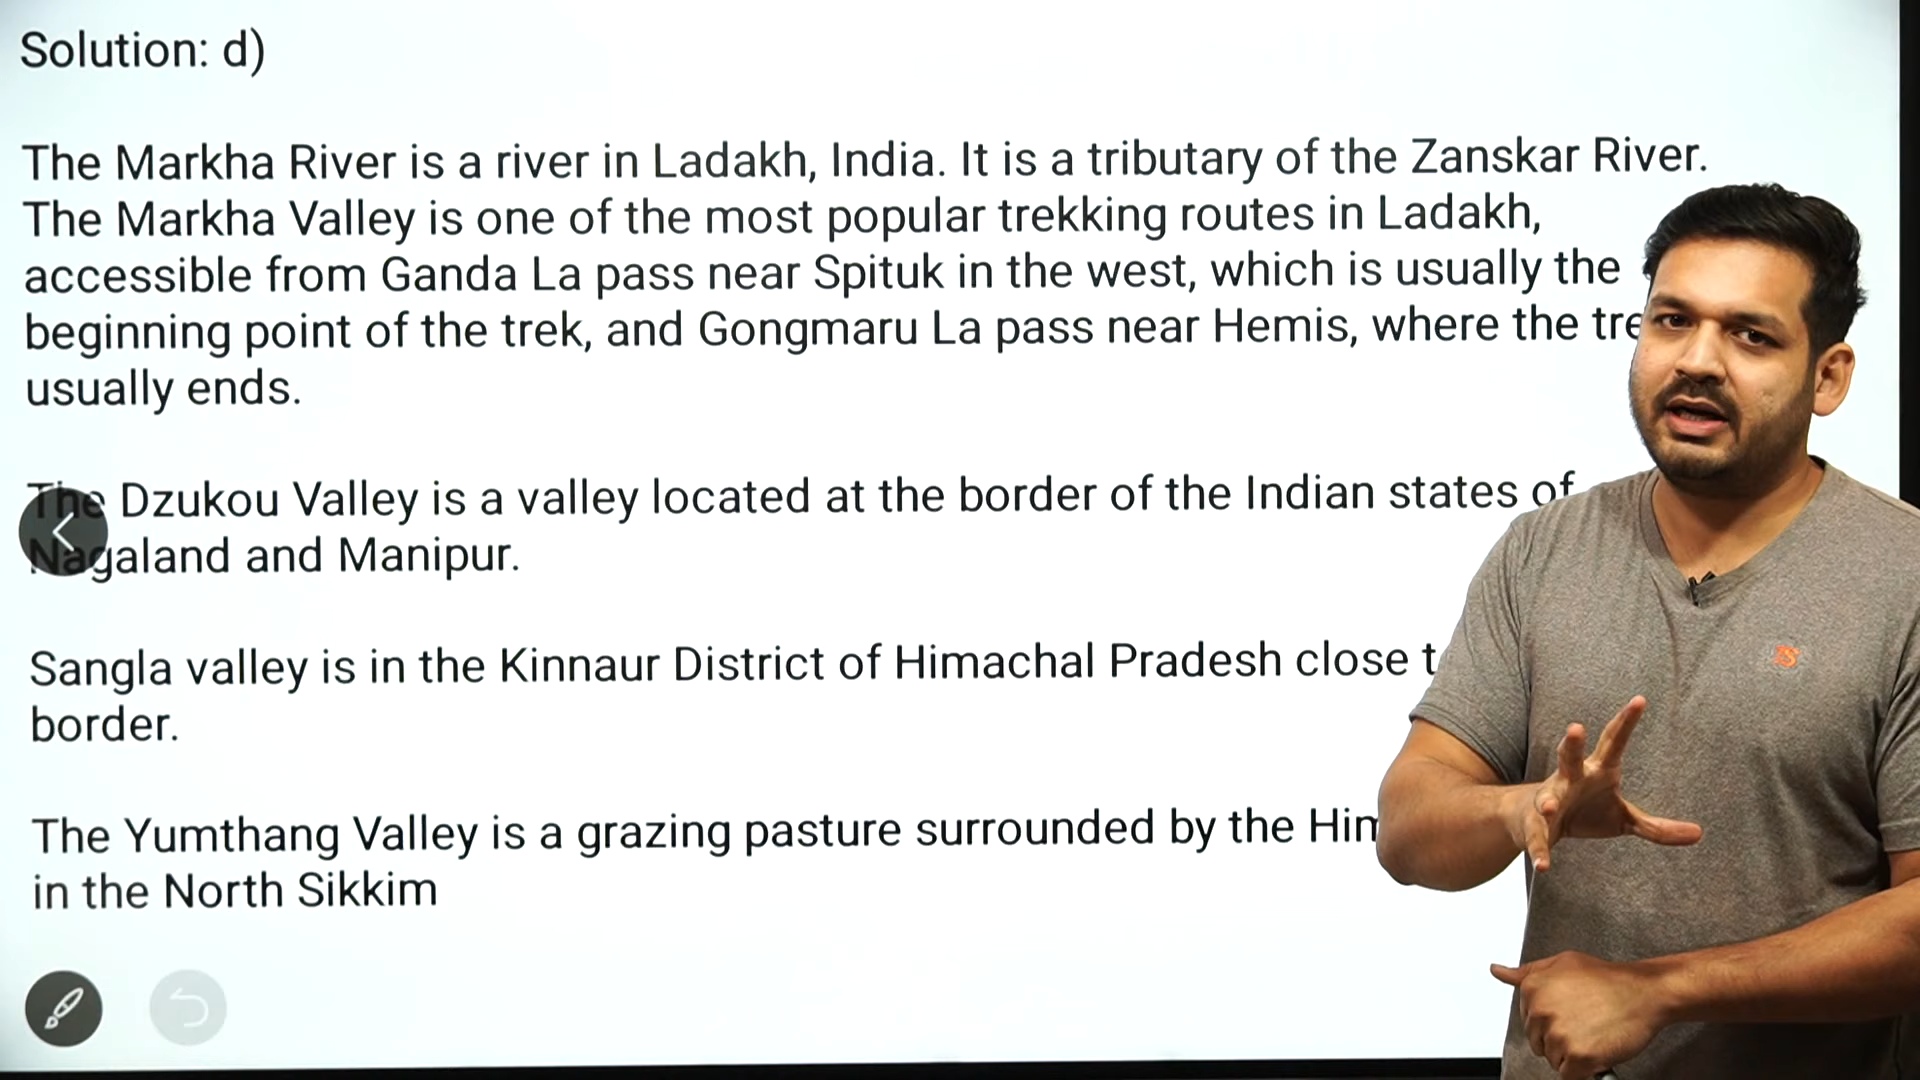 Solution: d)
The Markha River is a river in Ladakh, India. It is a tributary of the Zanskar River.
The Markha Valley is one of the most popular trekking routes in Ladakh,
accessible from Ganda La pass near Spituk in the west, which is usually the
beginning point of the trek, and Gongmaru La pass near Hemis, where the
usually ends.
The Dzukou Valley is a valley located at the border of the Indian states of
Nagaland and Manipur.
Sangla valley is in the Kinnaur District of Himachal Pradesh close
border.
The Yumthang Valley is a grazing pasture surrounded by the
in the North Sikkim